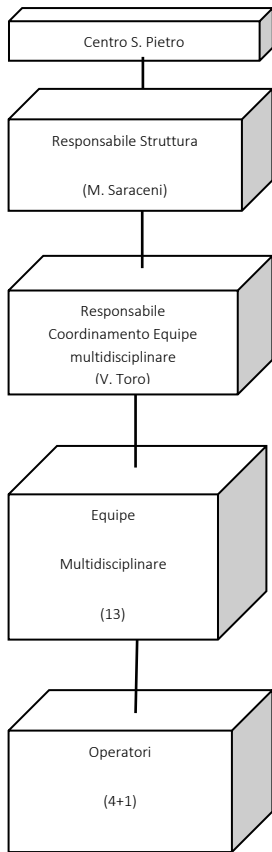 Centro S. Pietro
Responsabile Struttura
(M. Saraceni)
Responsabile
Coordinamento Equipe
multidisciplinare
(V. Toro)
Equipe
Multidisciplinare
(13)
Operatori
(4+1)